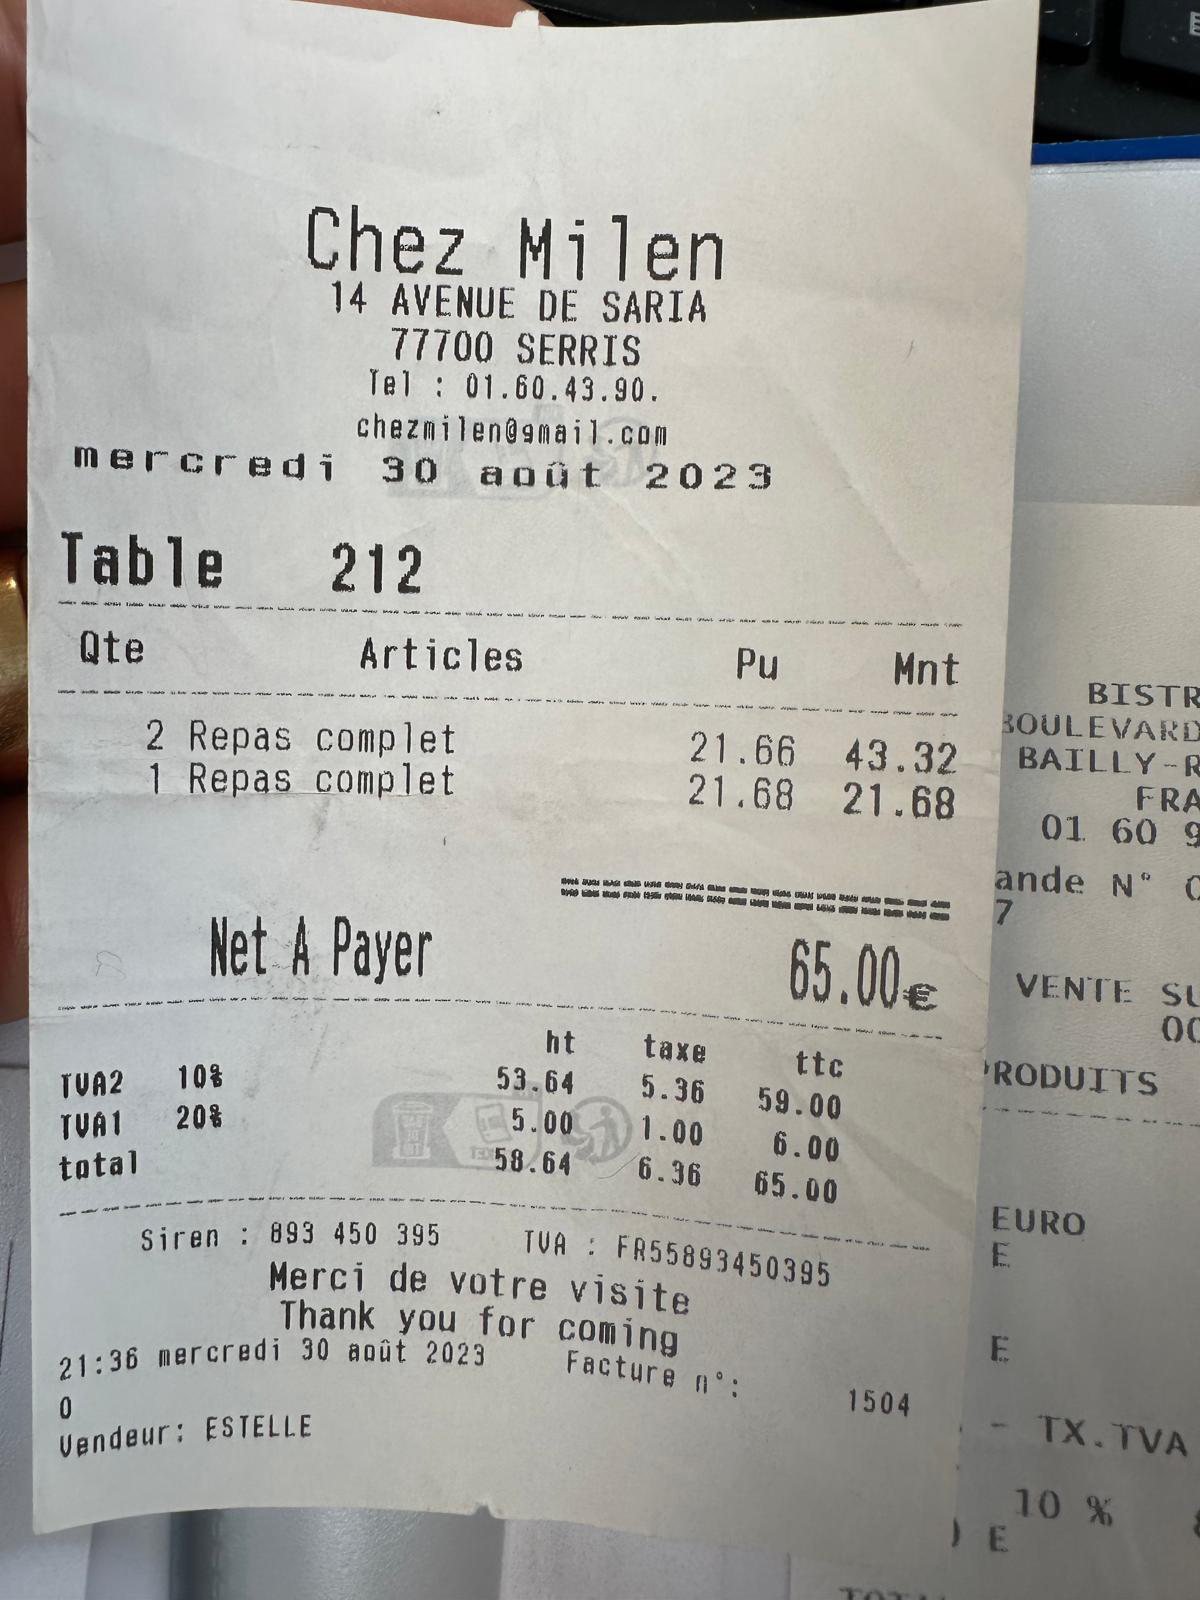 Chez Milen
14 AVENUE DE SARIA
77700 SERRIS
Tel : 01.60.43.90.
chezmilen@gmail.com
mercredi 30 août 2023
Table 212
Qte Articles Pu Mnt
2 Repas complet 21.66 43.32
1 Repas complet 21.68 21.68
Net A Payer 65.00€
ht taxe ttc
TVA2 10% 53.64 5.36 59.00
TVA1 20% 5.00 1.00 6.00
total 58.64 6.36 65.00
Siren : 893 450 395 TVA : FR55893450395
Merci de votre visite
Thank you for coming
21:36 mercredi 30 août 2023 Facture n°: 1504
0
Vendeur: ESTELLE
BISTR
BOULEVARD
BAILLY-R
FRA
01 60 9
ande N° 0
7
VENTE SU
00
PRODUITS
EURO
E
E
- TX.TVA
10 %
E